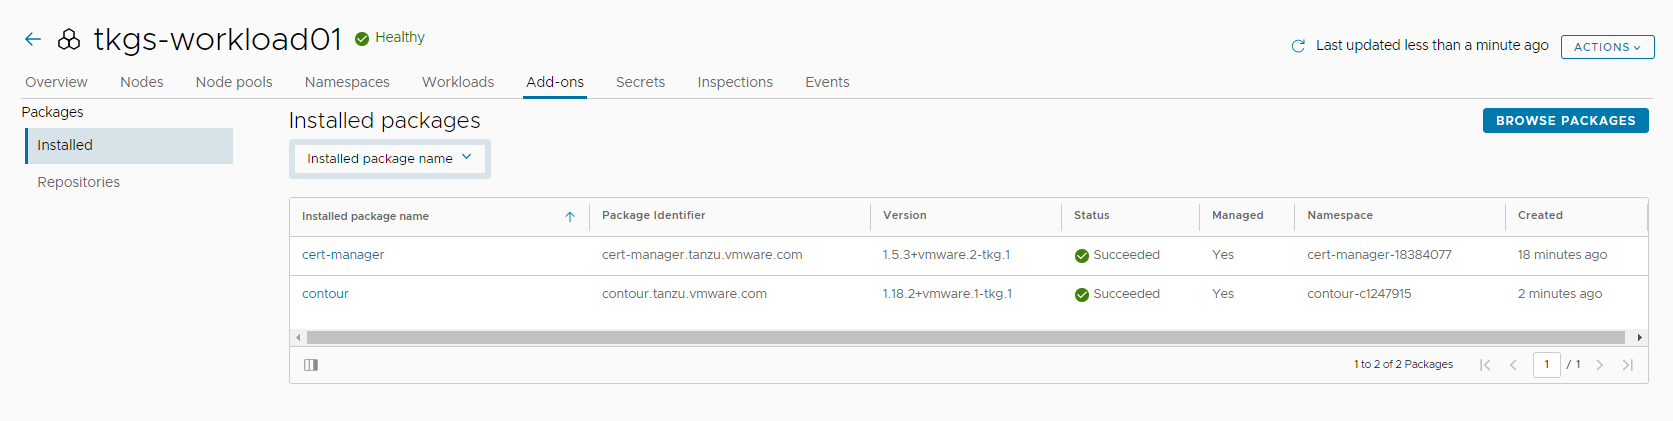 tkgs-workload01 Healthy
Last updated less than a minute ago ACTIONS
Overview Nodes Node pools Namespaces Workloads Add-ons Secrets Inspections Events
Packages
Installed
Repositories
Installed packages
BROWSE PACKAGES
Installed package name
Installed package name Package Identifier Version Status Managed Namespace Created
cert-manager cert-manager.tanzu.vmware.com 1.5.3+vmware.2-tkg.1 Succeeded Yes cert-manager-18384077 18 minutes ago
contour contour.tanzu.vmware.com 1.18.2+vmware.1-tkg.1 Succeeded Yes contour-c1247915 2 minutes ago
1 to 2 of 2 Packages 1 / 1